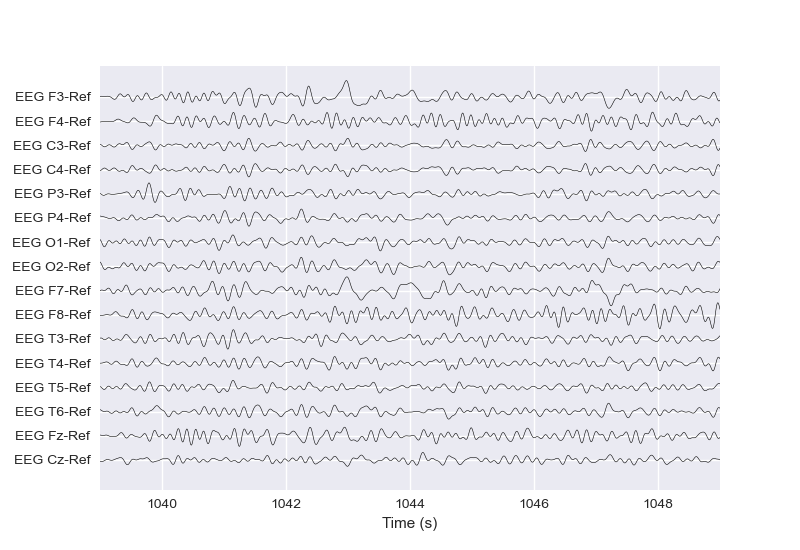 EEG F3-Ref
EEG F4-Ref
EEG C3-Ref
EEG C4-Ref
EEG P3-Ref
EEG P4-Ref
EEG O1-Ref
EEG O2-Ref
EEG F7-Ref
EEG F8-Ref
EEG T3-Ref
EEG T4-Ref
EEG T5-Ref
EEG T6-Ref
EEG Fz-Ref
EEG Cz-Ref
1040 1042 1044 1046 1048
Time (s)